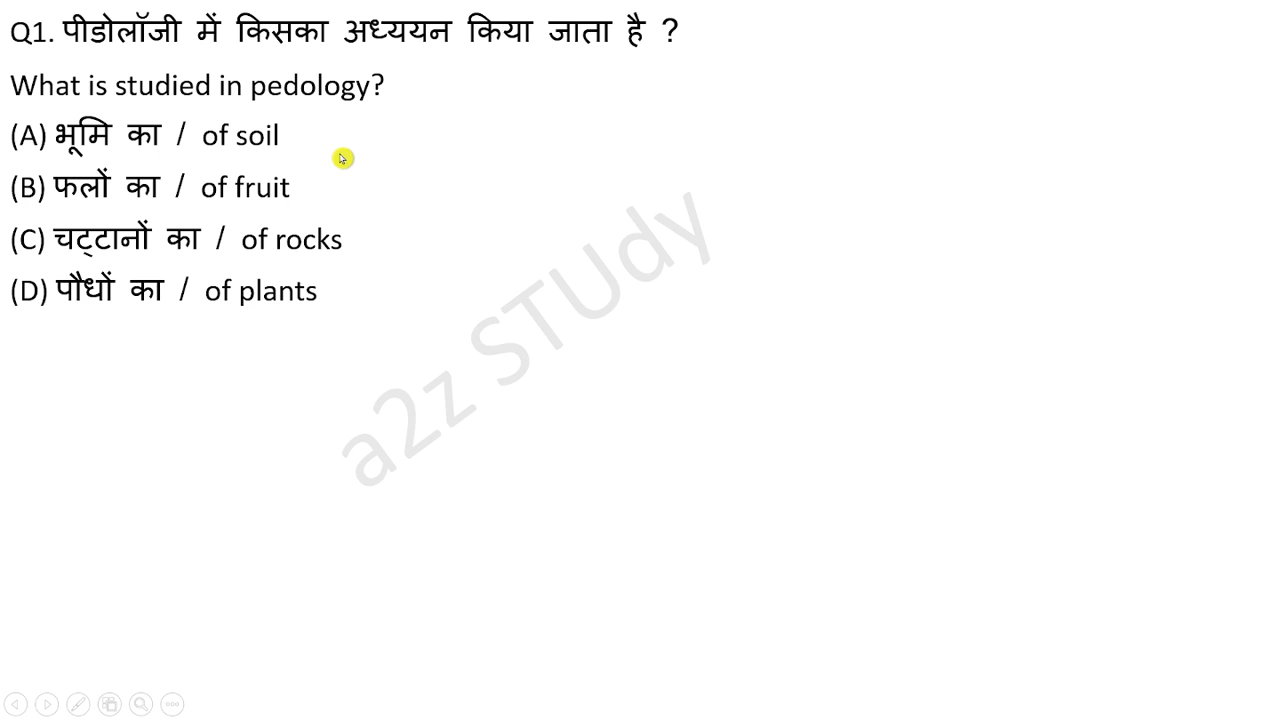 Q1. पीडोलॉजी में किसका अध्ययन किया जाता है ?
What is studied in pedology?
(A) भूमि का / of soil
(B) फलों का / of fruit
(C) चट्टानों का / of rocks
(D) पौधों का / of plants
a2z STUdy